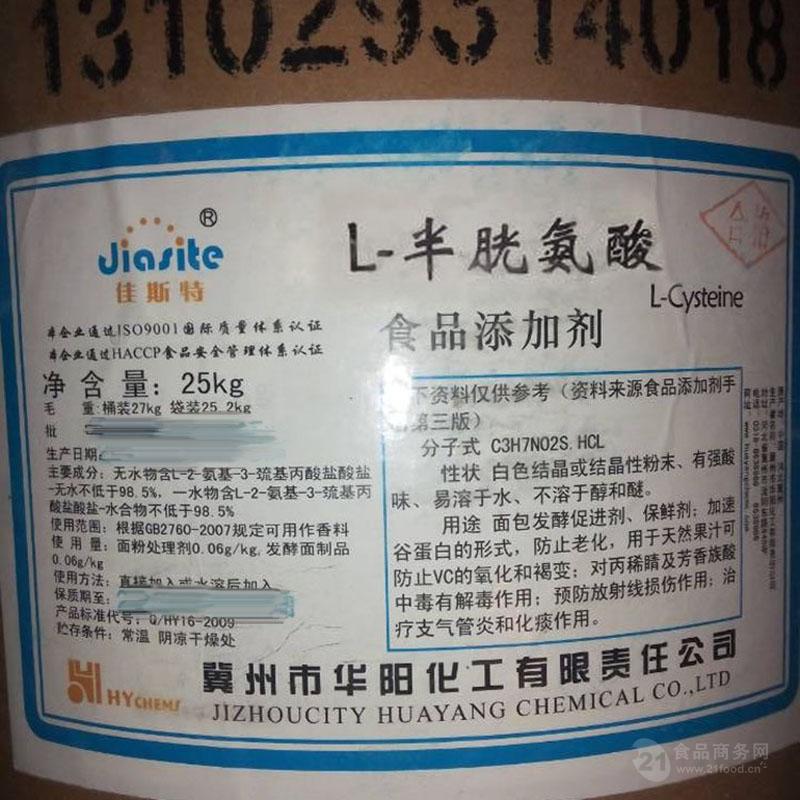 131029314018
Jiasite®
佳斯特
L-半胱氨酸
L-Cysteine
食品添加剂
本企业通过ISO9001国际质量体系认证
本企业通过HACCP食品安全管理体系认证
净含量：25kg
毛 重:桶装27kg 袋装25.2kg
批
生产日期:
主要成分：无水物含L-2-氨基-3-巯基丙酸盐酸盐
-无水不低于98.5%，一水物含L-2-氨基-3-巯基丙
酸盐酸盐-水合物不低于98.5%
使用范围：根据GB2760-2007规定可用作香料
用 量：面粉处理剂0.06g/kg,发酵面制品
0.06g/kg
使用方法：直接加入或水溶后加入
保质期至：
产品标准代号：Q/HY16-2009
贮存条件：常温 阴凉干燥处
下资料仅供参考（资料来源食品添加剂手
第三版）
分子式 C3H7NO2S.HCL
性状 白色结晶或结晶性粉末、有强酸
味、易溶于水、不溶于醇和醚。
用途 面包发酵促进剂、保鲜剂；加速
谷蛋白的形式，防止老化，用于天然果汁可
防止VC的氧化和褐变；对丙稀腈及芳香族酸
中毒有解毒作用；预防放射线损伤作用；治
疗支气管炎和化痰作用。
HYCHEMS
冀州市华阳化工有限责任公司
JIZHOUCITY HUAYANG CHEMICAL CO.,LTD
21食品商务网
www.21food.cn